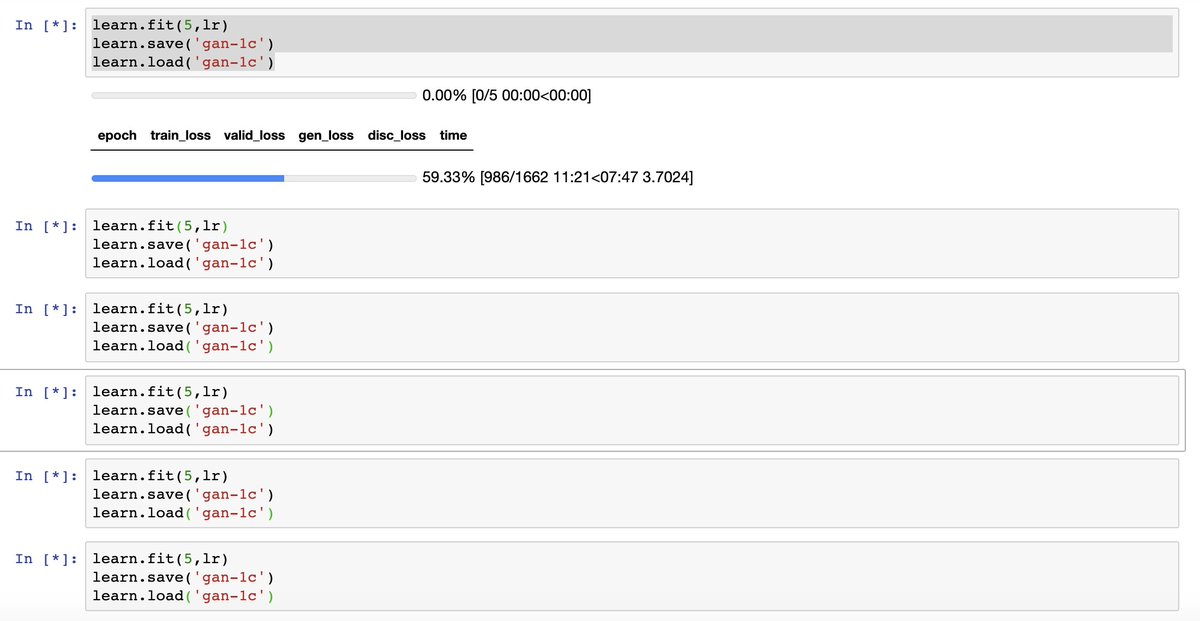 In [*]: learn.fit(5,lr)
learn.save('gan-1c')
learn.load('gan-1c')
0.00% [0/5 00:00<00:00]
epoch train_loss valid_loss gen_loss disc_loss time
59.33% [986/1662 11:21<07:47 3.7024]
In [*]: learn.fit(5,lr)
learn.save('gan-1c')
learn.load('gan-1c')
In [*]: learn.fit(5,lr)
learn.save('gan-1c')
learn.load('gan-1c')
In [*]: learn.fit(5,lr)
learn.save('gan-1c')
learn.load('gan-1c')
In [*]: learn.fit(5,lr)
learn.save('gan-1c')
learn.load('gan-1c')
In [*]: learn.fit(5,lr)
learn.save('gan-1c')
learn.load('gan-1c')